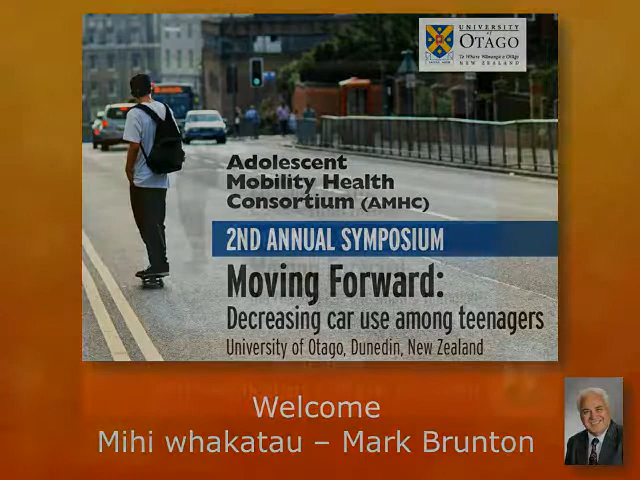 UNIVERSITY
of
OTAGO
Te Whare Wānanga o Otāgo
NEW ZEALAND
Adolescent
Mobility Health
Consortium (AMHC)
2ND ANNUAL SYMPOSIUM
Moving Forward:
Decreasing car use among teenagers
University of Otago, Dunedin, New Zealand
Welcome
Mihi whakatau – Mark Brunton